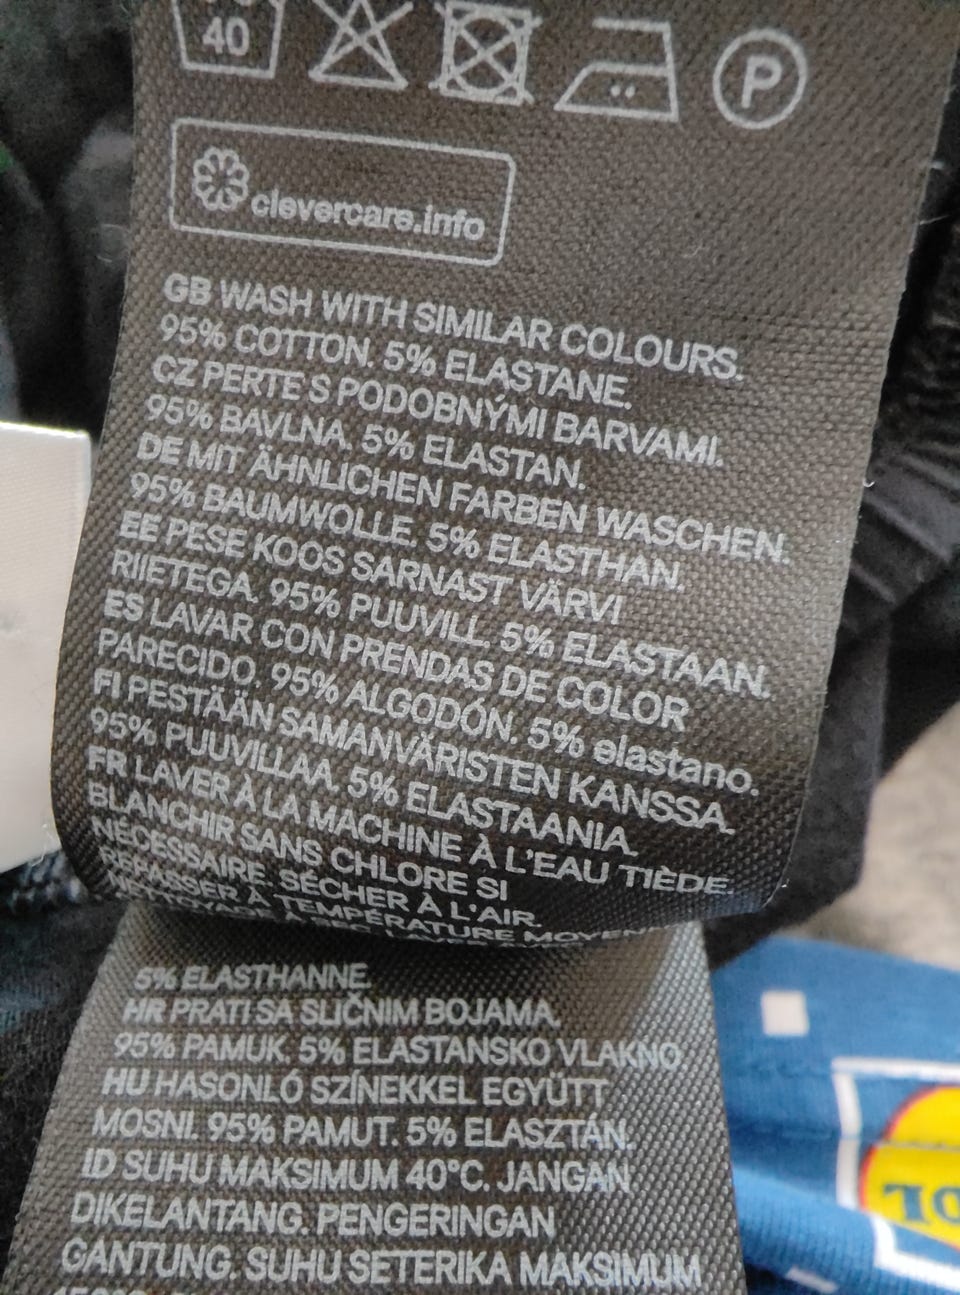 40
P
clevercare.info
GB WASH WITH SIMILAR COLOURS.
95% COTTON. 5% ELASTANE.
CZ PERTE S PODOBNÝMI BARVAMI.
95% BAVLNA, 5% ELASTAN.
DE MIT ÄHNLICHEN FARBEN WASCHEN.
95% BAUMWOLLE. 5% ELASTHAN.
EE PESE KOOS SARNAST VÄRVI
RIIETEGA. 95% PUUVILL. 5% ELASTAAN.
ES LAVAR CON PRENDAS DE COLOR
PARECIDO. 95% ALGODÓN. 5% elastano.
FI PESTÄÄN SAMANVÄRISTEN KANSSA.
95% PUUVILLAA, 5% ELASTAANIA.
FR LAVER À LA MACHINE À L'EAU TIÈDE.
BLANCHIR SANS CHLORE SI
NÉCESSAIRE. SÉCHER À L'AIR.
REPASSER À TEMPÉRATURE
5% ELASTHANNE.
HR PRATI SA SLIČNIM BOJAMA.
95% PAMUK. 5% ELASTANSKO VLAKNO
HU HASONLÓ SZÍNEKKEL EGYÜTT
MOSNI. 95% PAMUT. 5% ELASZTÁN.
ID SUHU MAKSIMUM 40°C. JANGAN
DIKELANTANG. PENGERINGAN
GANTUNG. SUHU SETERIKA MAKSIMUM